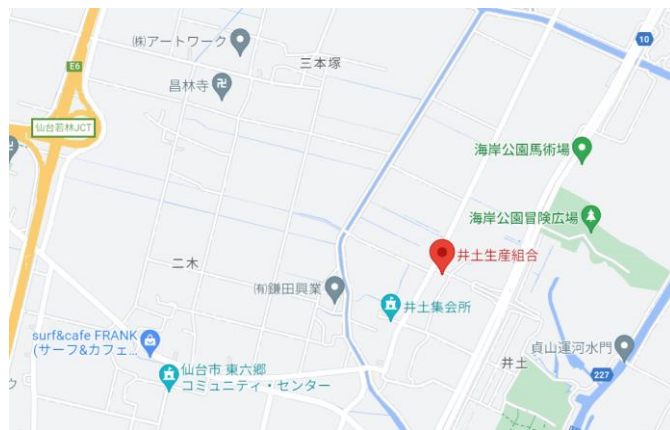 (株)アートワーク
三本塚
10
E6
昌林寺
仙台若林JCT
海岸公園馬術場
海岸公園冒険広場
井土生産組合
二木
(有)鎌田興業
井土集会所
surf&cafe FRANK
(サーフ&カフェ...
貞山運河水門
井土
仙台市 東六郷
コミュニティ・センター
227
ク